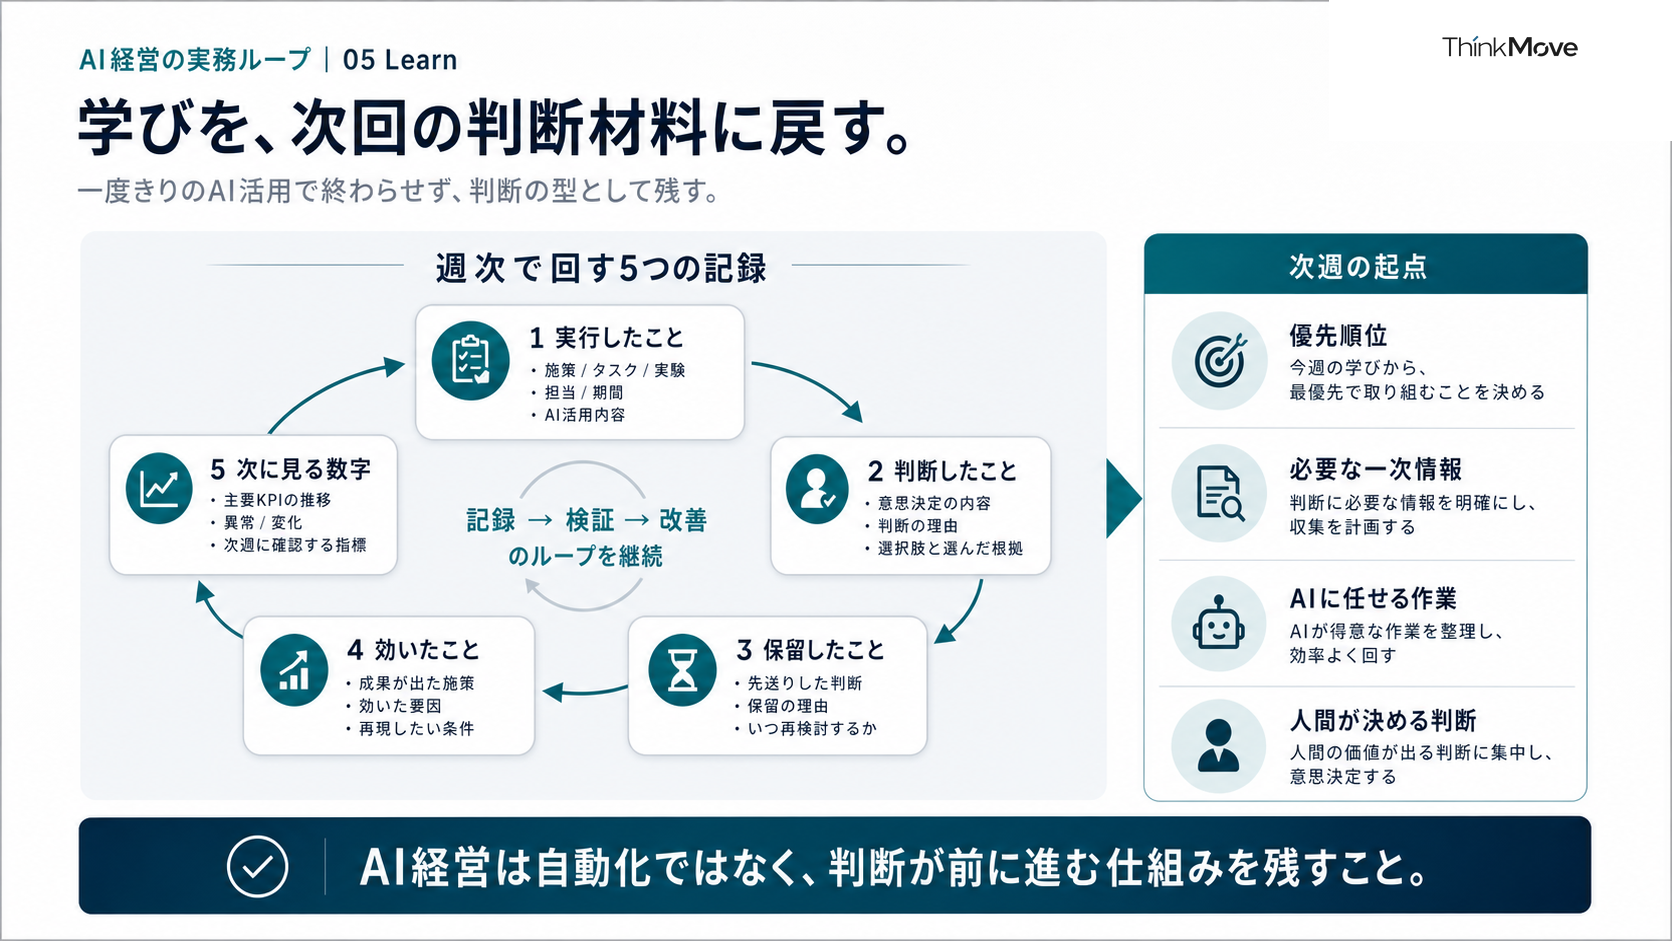 AI経営の実務ループ｜05 Learn
ThinkMove
学びを、次回の判断材料に戻す。
一度きりのAI活用で終わらせず、判断の型として残す。
週次で回す5つの記録
1 実行したこと
・施策 / タスク / 実験
・担当 / 期間
・AI活用内容
2 判断したこと
・意思決定の内容
・判断の理由
・選択肢と選んだ根拠
3 保留したこと
・先送りした判断
・保留の理由
・いつ再検討するか
4 効いたこと
・成果が出た施策
・効いた要因
・再現したい条件
5 次に見る数字
・主要KPIの推移
・異常 / 変化
・次週に確認する指標
記録 → 検証 → 改善
のループを継続
次週の起点
優先順位
今週の学びから、
最優先で取り組むことを決める
必要な一次情報
判断に必要な情報を明確にし、
収集を計画する
AIに任せる作業
AIが得意な作業を整理し、
効率よく回す
人間が決める判断
人間の価値が出る判断に集中し、
意思決定する
AI経営は自動化ではなく、判断が前に進む仕組みを残すこと。